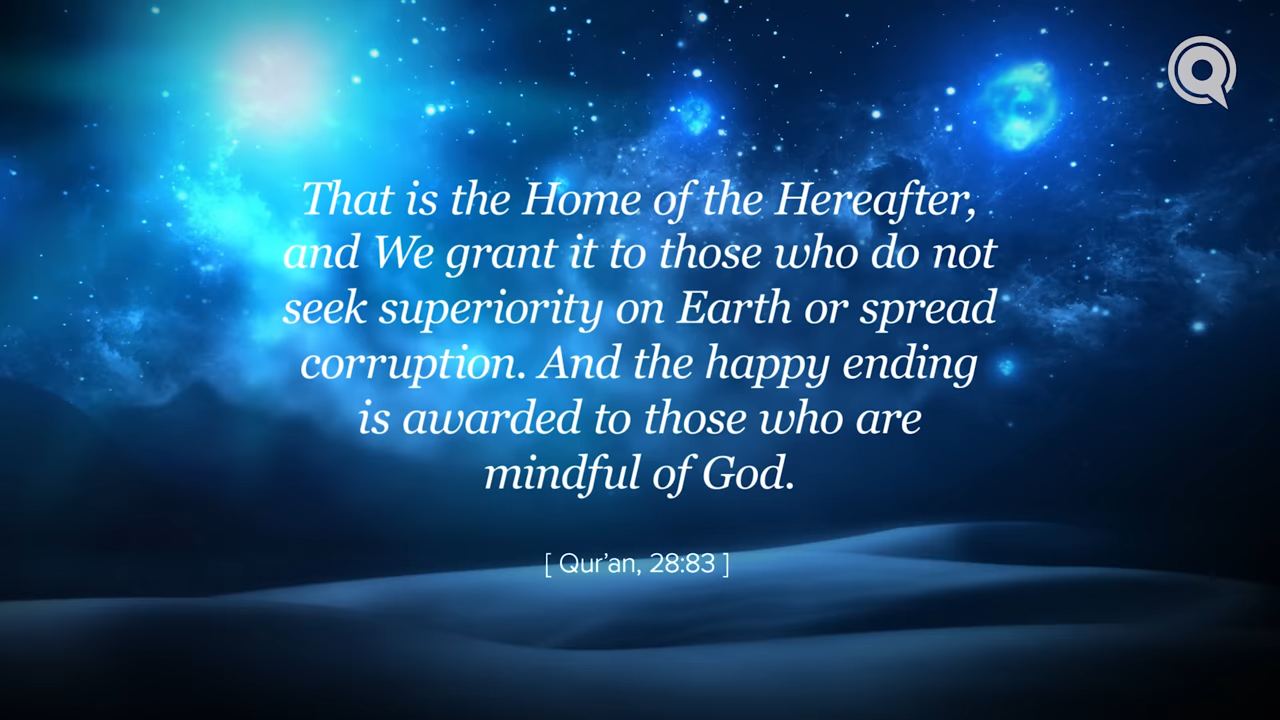 That is the Home of the Hereafter,
and We grant it to those who do not
seek superiority on Earth or spread
corruption. And the happy ending
is awarded to those who are
mindful of God.
[ Qur’an, 28:83 ]